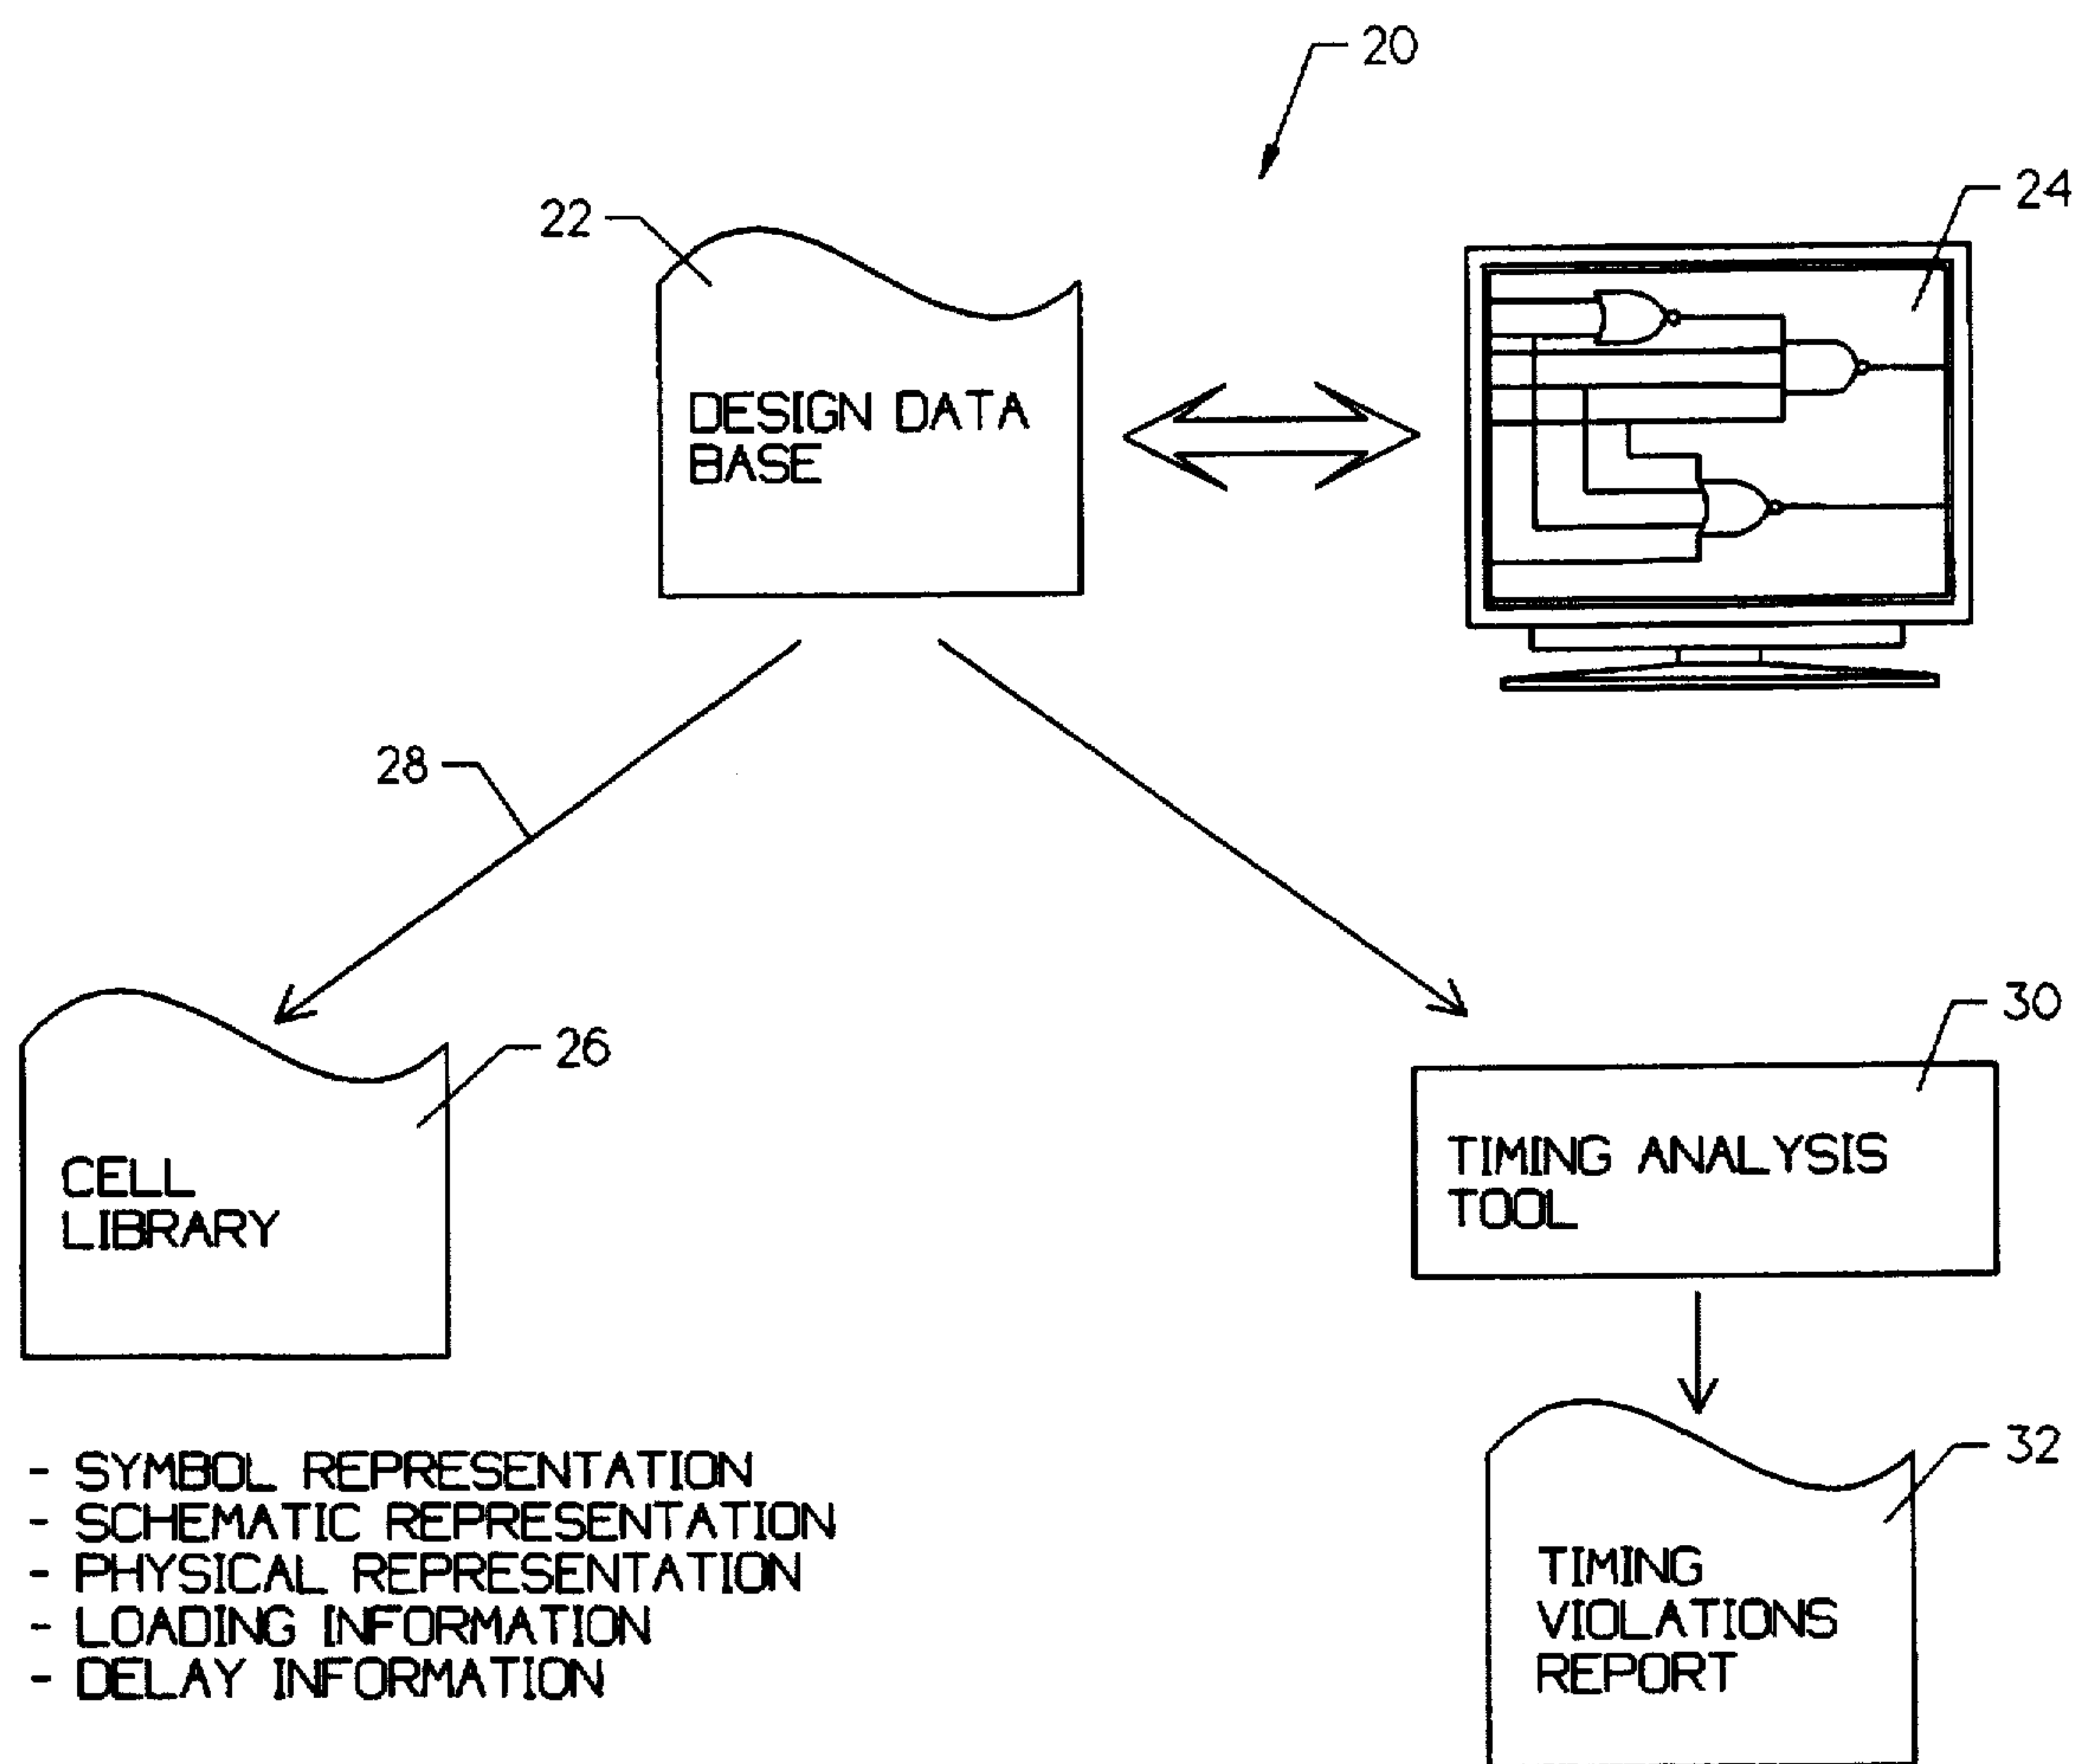 20
22
24
DESIGN DATA
BASE
28
26
30
CELL
LIBRARY
TIMING ANALYSIS
TOOL
32
- SYMBOL REPRESENTATION
- SCHEMATIC REPRESENTATION
- PHYSICAL REPRESENTATION
- LOADING INFORMATION
- DELAY INFORMATION
TIMING
VIOLATIONS
REPORT